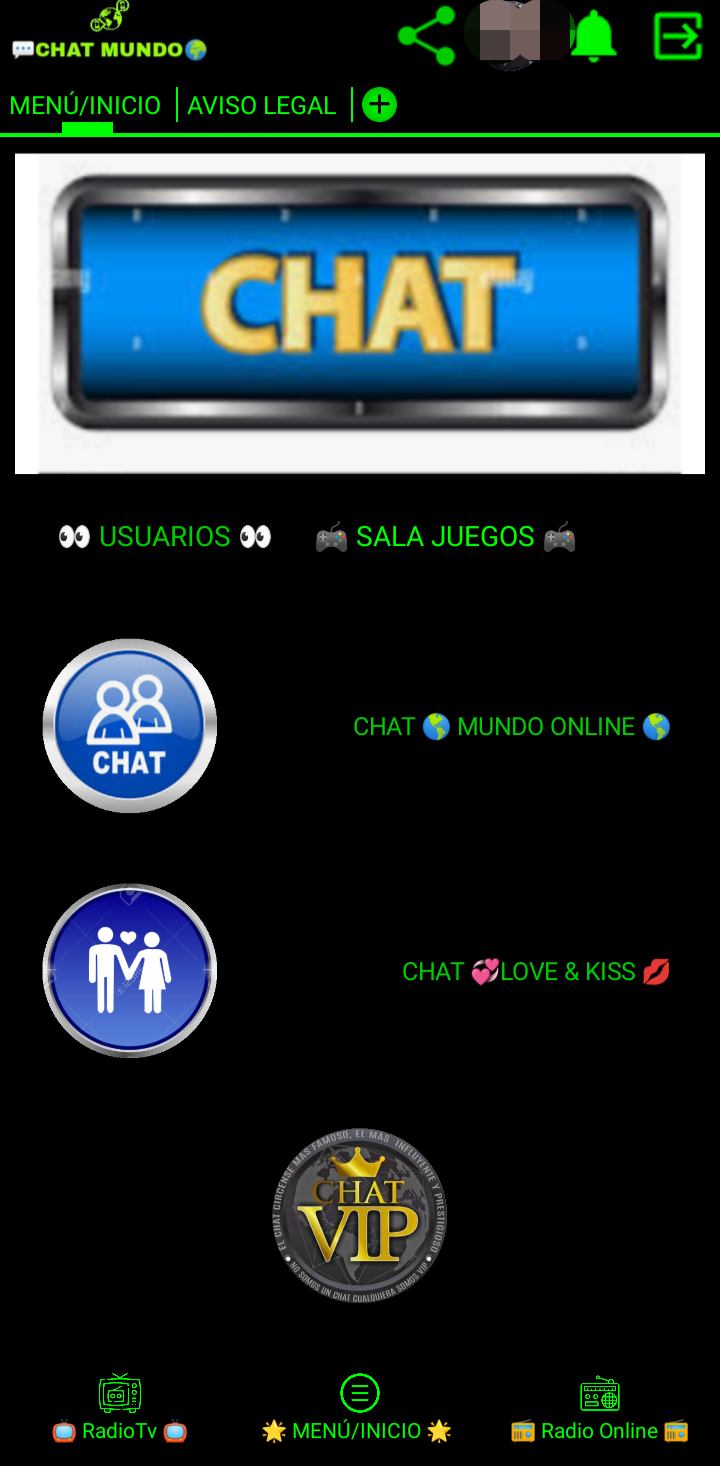 💬CHAT MUNDO🌍
MENÚ/INICIO
AVISO LEGAL
CHAT
👀 USUARIOS 👀
🎮 SALA JUEGOS 🎮
CHAT
CHAT 🌎 MUNDO ONLINE 🌎
CHAT 💞LOVE & KISS 💋
EL CHAT CIRCENSE MAS FAMOSO, EL MAS INFLUYENTE Y PRESTIGIOSO
CHAT
VIP
NO SOMOS UN CHAT CUALQUIERA SOMOS VIP
📺 RadioTv 📺
🌟 MENÚ/INICIO 🌟
📻 Radio Online 📻